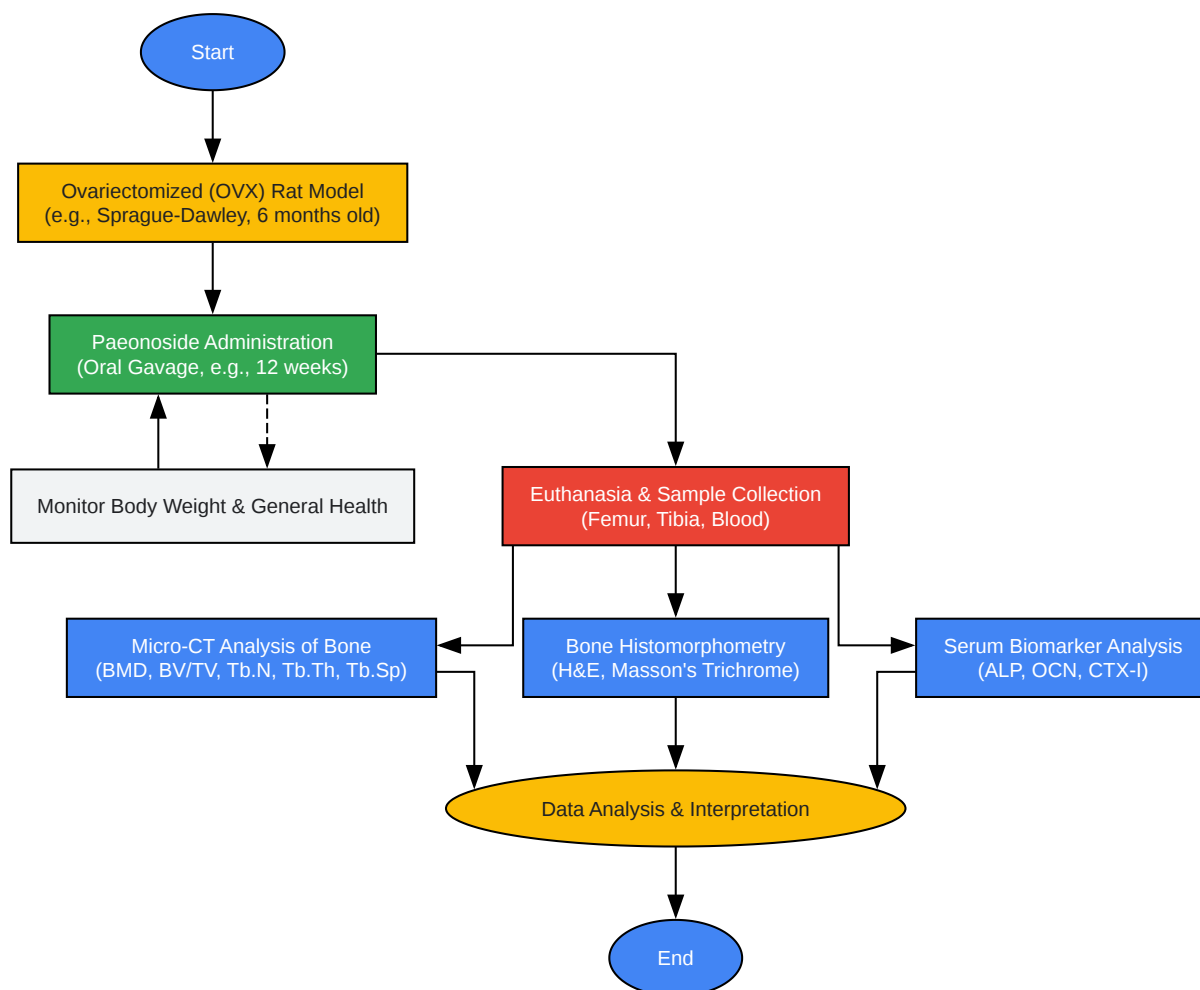 Start
Ovariectomized (OVX) Rat Model
(e.g., Sprague-Dawley, 6 months old)
Paeonoside Administration
(Oral Gavage, e.g., 12 weeks)
Monitor Body Weight & General Health
Euthanasia & Sample Collection
(Femur, Tibia, Blood)
Micro-CT Analysis of Bone
(BMD, BV/TV, Tb.N, Tb.Th, Tb.Sp)
Bone Histomorphometry
(H&E, Masson's Trichrome)
Serum Biomarker Analysis
(ALP, OCN, CTX-I)
Data Analysis & Interpretation
End